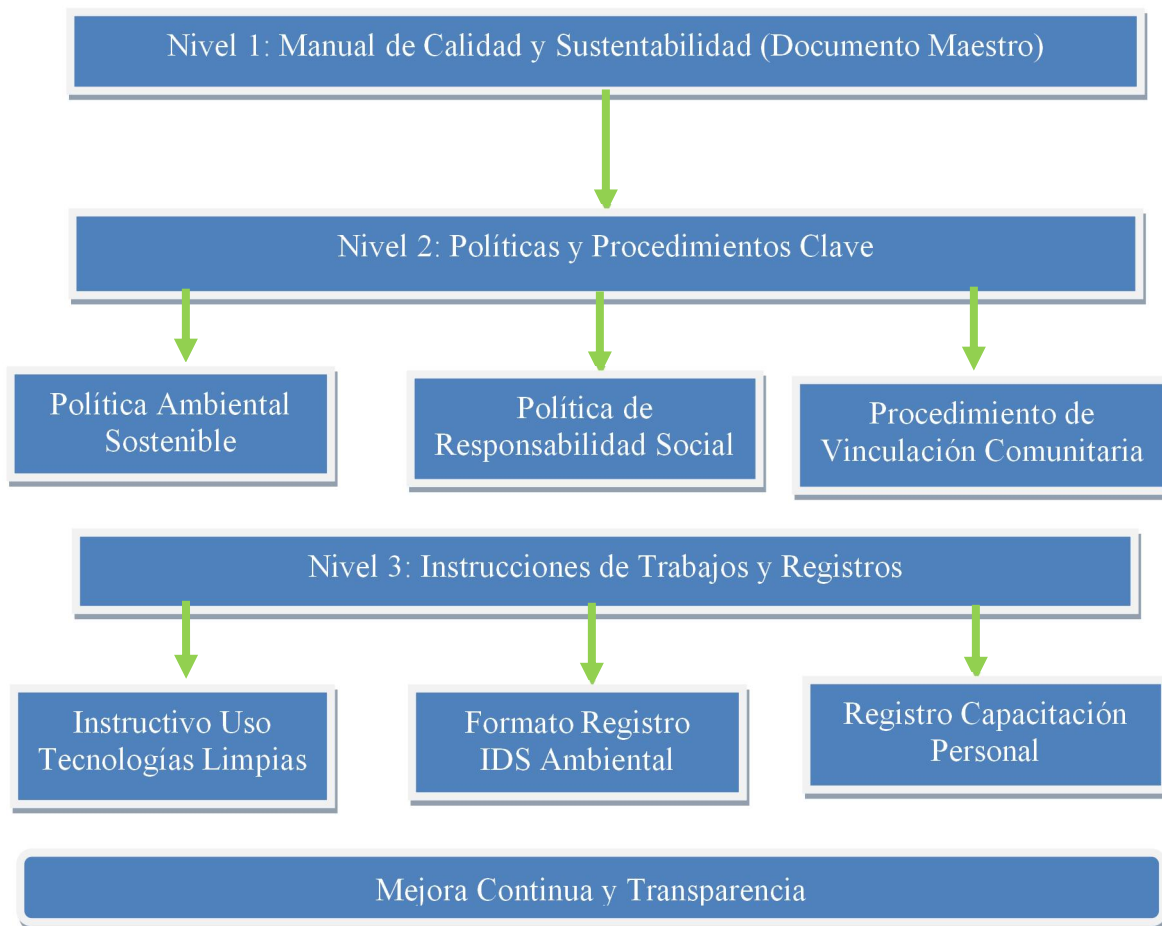 Nivel 1: Manual de Calidad y Sustentabilidad (Documento Maestro)
Nivel 2: Políticas y Procedimientos Clave
Política Ambiental
Sostenible
Política de
Responsabilidad Social
Procedimiento de
Vinculación Comunitaria
Nivel 3: Instrucciones de Trabajos y Registros
Instructivo Uso
Tecnologías Limpias
Formato Registro
IDS Ambiental
Registro Capacitación
Personal
Mejora Continua y Transparencia